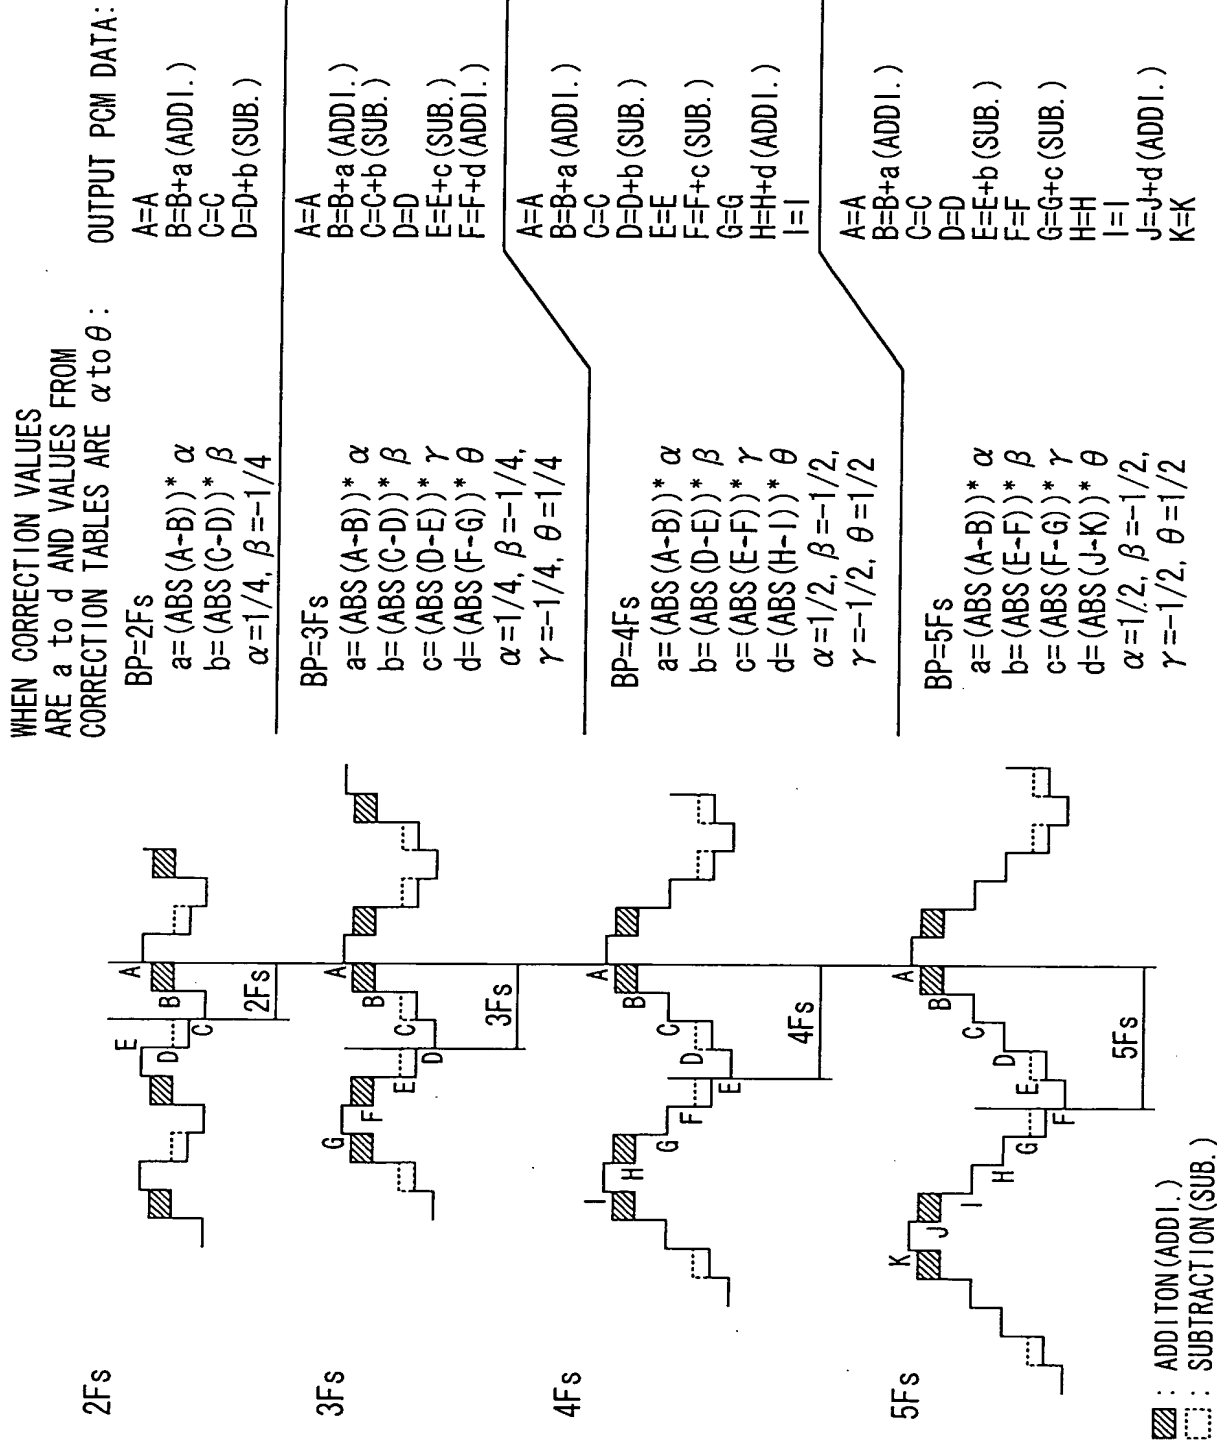 WHEN CORRECTION VALUES
ARE a to d AND VALUES FROM
CORRECTION TABLES ARE α to θ :
OUTPUT PCM DATA:
2Fs
A
B
C
D
E
2Fs
BP=2Fs
a=(ABS(A-B))* α
b=(ABS(C-D))* β
α=1/4, β=-1/4
A=A
B=B+a(ADDI.)
C=C
D=D+b(SUB.)
3Fs
A
B
C
D
E
F
G
3Fs
BP=3Fs
a=(ABS(A-B))* α
b=(ABS(C-D))* β
c=(ABS(D-E))* γ
d=(ABS(F-G))* θ
α=1/4, β=-1/4,
γ=-1/4, θ=1/4
A=A
B=B+a(ADDI.)
C=C+b(SUB.)
D=D
E=E+c(SUB.)
F=F+d(ADDI.)
4Fs
A
B
C
D
E
F
G
H
I
4Fs
BP=4Fs
a=(ABS(A-B))* α
b=(ABS(D-E))* β
c=(ABS(E-F))* γ
d=(ABS(H-I))* θ
α=1/2, β=-1/2,
γ=-1/2, θ=1/2
A=A
B=B+a(ADDI.)
C=C
D=D+b(SUB.)
E=E
F=F+c(SUB.)
G=G
H=H+d(ADDI.)
I=I
5Fs
A
B
C
D
E
F
G
H
I
J
K
5Fs
BP=5Fs
a=(ABS(A-B))* α
b=(ABS(E-F))* β
c=(ABS(F-G))* γ
d=(ABS(J-K))* θ
α=1/2, β=-1/2,
γ=-1/2, θ=1/2
A=A
B=B+a(ADDI.)
C=C
D=D
E=E+b(SUB.)
F=F
G=G+c(SUB.)
H=H
I=I
J=J+d(ADDI.)
K=K
: ADDITON(ADDI.)
: SUBTRACTION(SUB.)